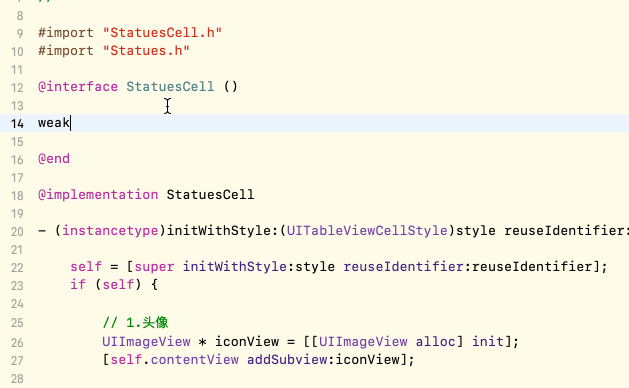 //
8
9 #import "StatuesCell.h"
10 #import "Statues.h"
11
12 @interface StatuesCell ()
13
14 weak
15
16 @end
17
18 @implementation StatuesCell
19
20 - (instancetype)initWithStyle:(UITableViewCellStyle)style reuseIdentifier:
21
22 self = [super initWithStyle:style reuseIdentifier:reuseIdentifier];
23 if (self) {
24
25 // 1.头像
26 UIImageView * iconView = [[UIImageView alloc] init];
27 [self.contentView addSubview:iconView];
28